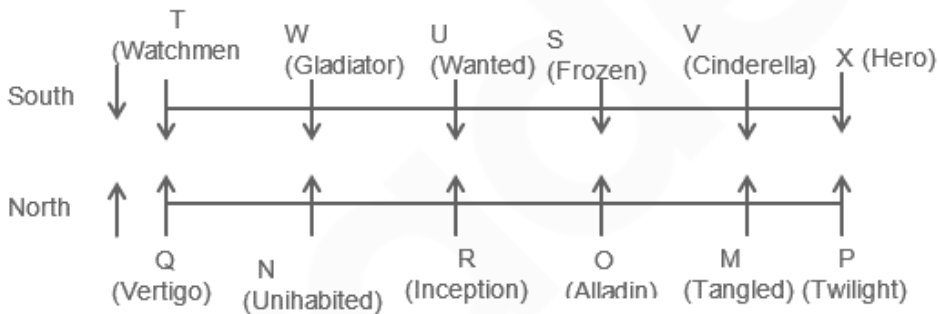 T
(Watchmen
W
(Gladiator)
U
(Wanted)
S
(Frozen)
V
(Cinderella)
X (Hero)
South
North
Q
(Vertigo)
N
(Unihabited)
R
(Inception)
O
(Alladin)
M
(Tangled)
P
(Twilight)